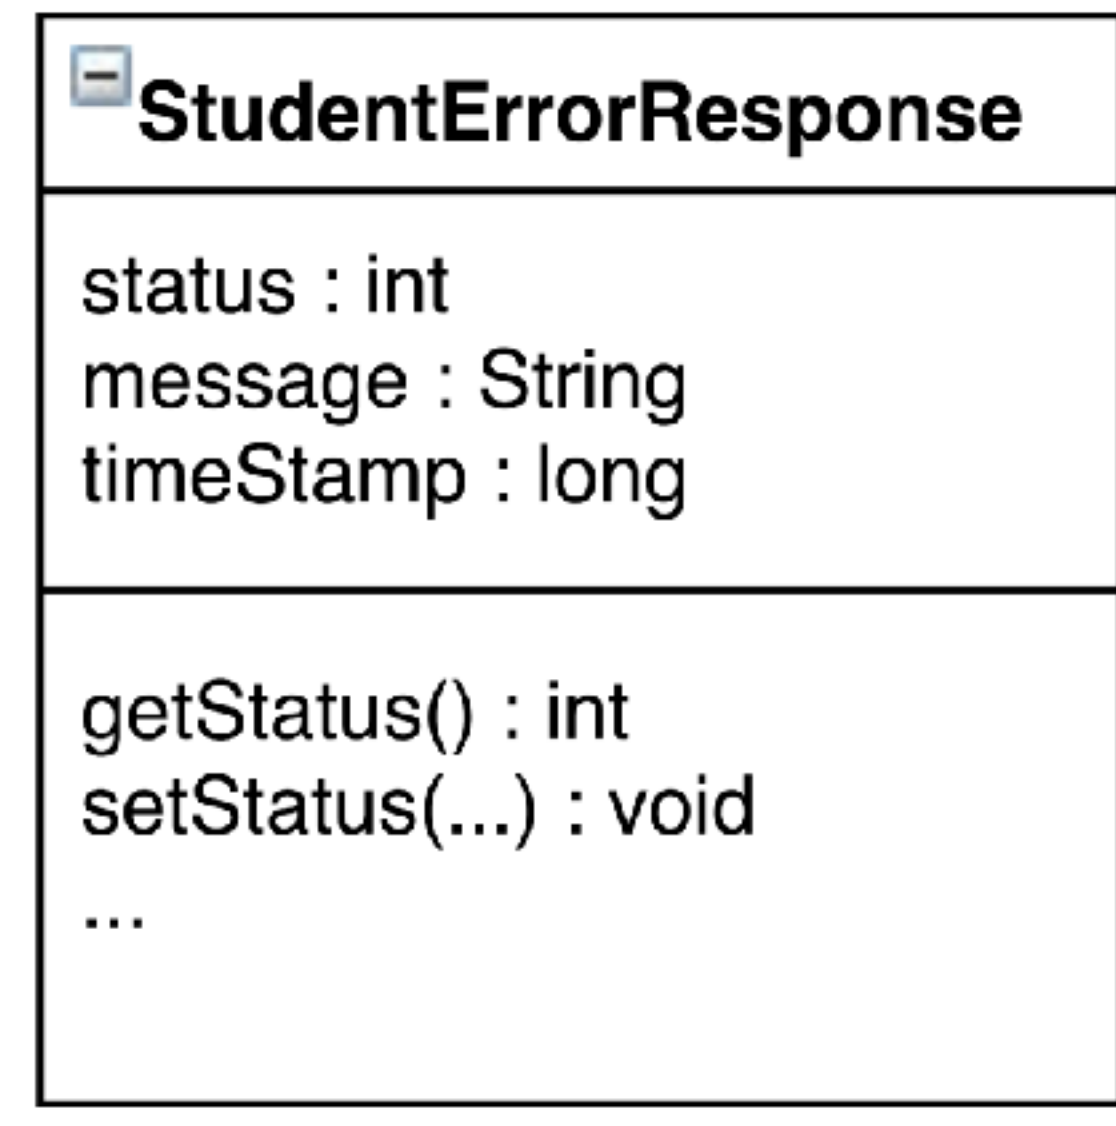 StudentErrorResponse
status : int
message : String
timeStamp : long
getStatus() : int
setStatus(...) : void
...